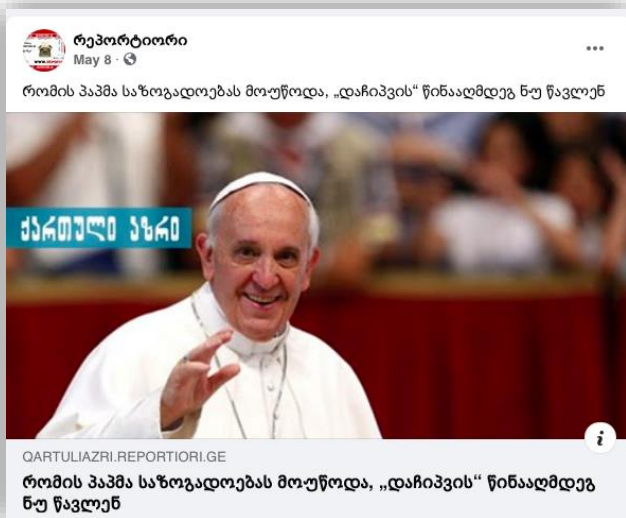 რეპორტიორი
May 8
რომის პაპმა საზოგადოებას მოუწოდა, „დაჩიპვის“ წინააღმდეგ ნუ წავლენ
ქართული აზრი
QARTULIAZRI.REPORTIORI.GE
რომის პაპმა საზოგადოებას მოუწოდა, „დაჩიპვის“ წინააღმდეგ
ნუ წავლენ